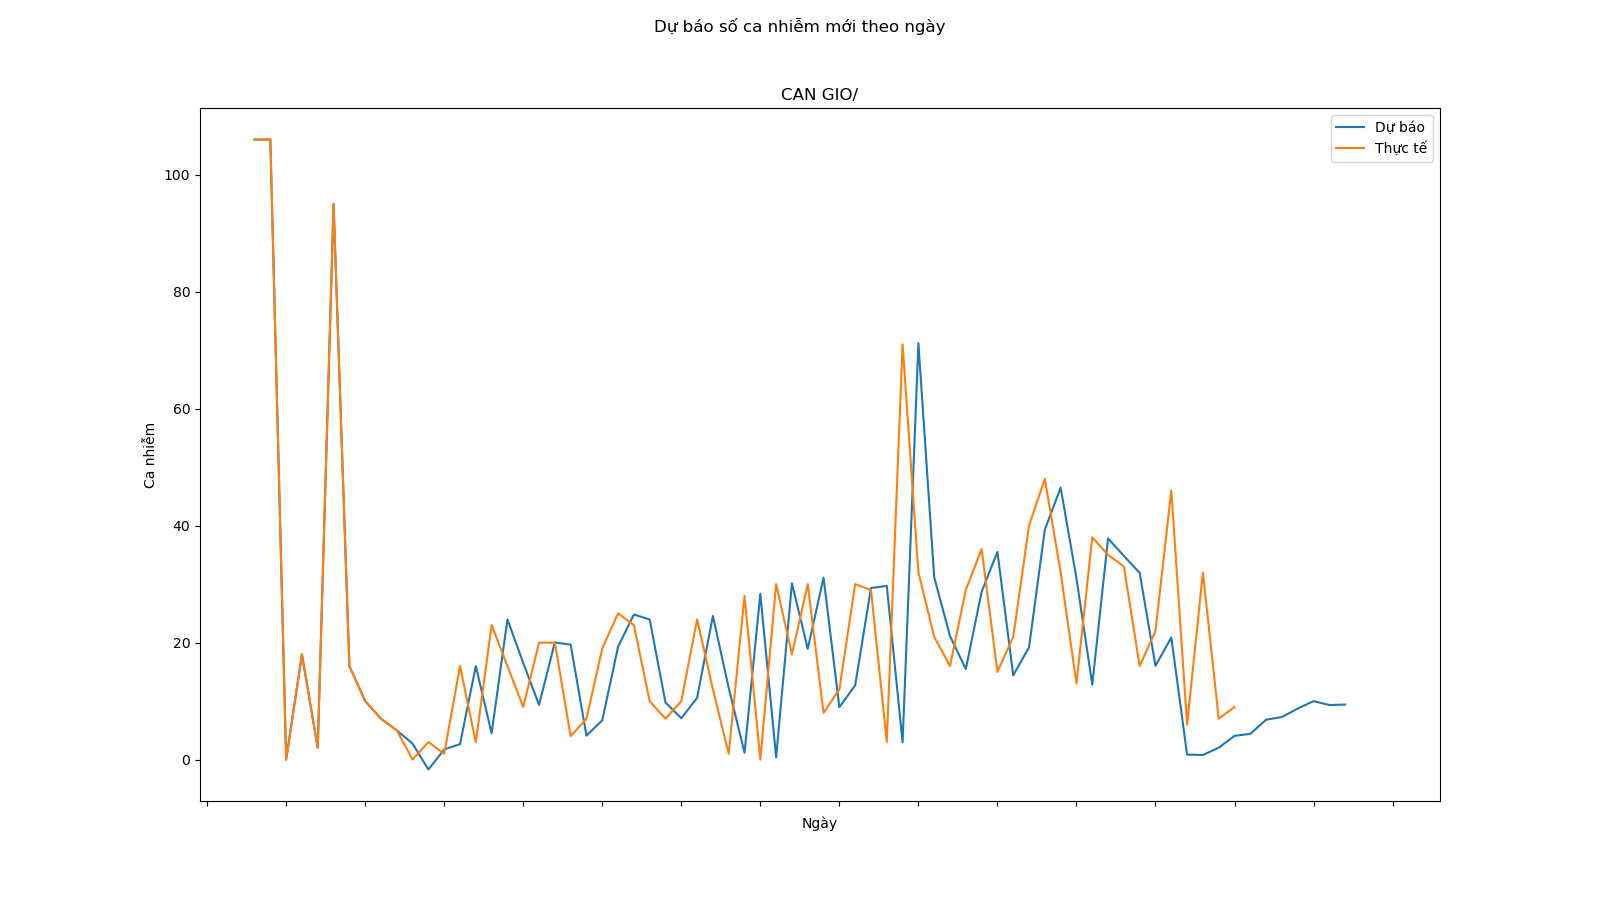 Dự báo số ca nhiễm mới theo ngày
CAN GIO/
Dự báo
Thực tế
100
80
60
40
20
0
Ca nhiễm
Ngày